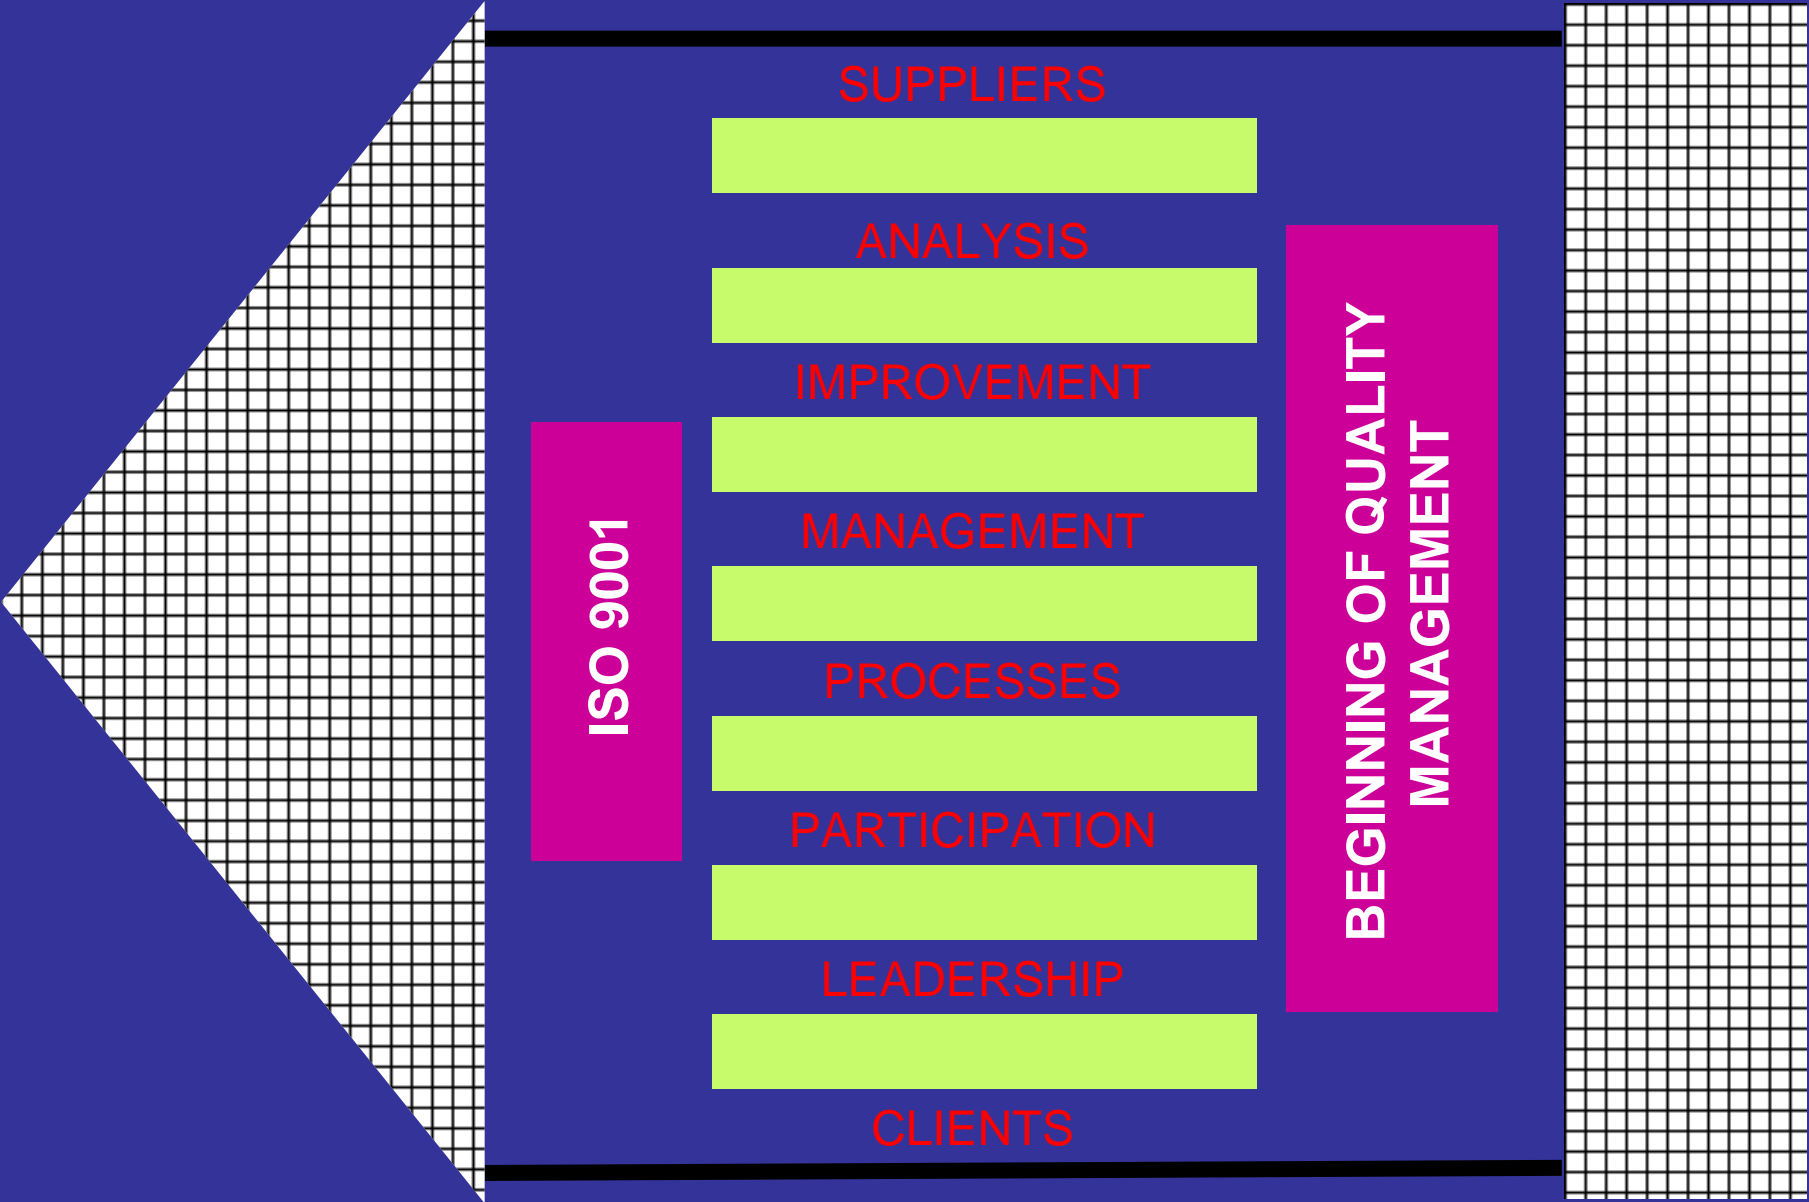 SUPPLIERS
ANALYSIS
IMPROVEMENT
MANAGEMENT
PROCESSES
PARTICIPATION
LEADERSHIP
CLIENTS
ISO 9001
BEGINNING OF QUALITY
MANAGEMENT